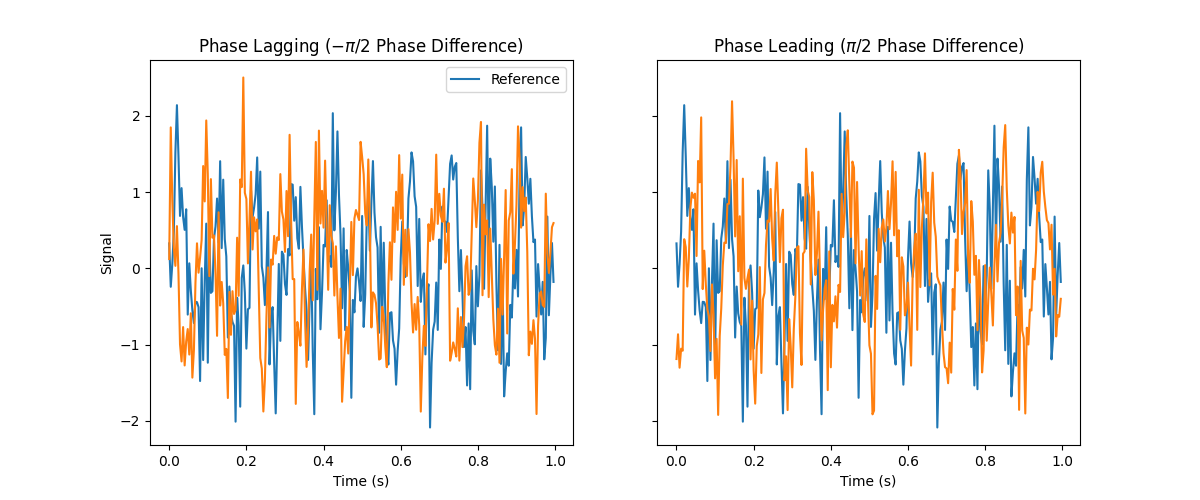 Phase Lagging (−π/2 Phase Difference)
Phase Leading (π/2 Phase Difference)
Reference
Signal
2
1
0
−1
−2
0.0 0.2 0.4 0.6 0.8 1.0
0.0 0.2 0.4 0.6 0.8 1.0
Time (s)
Time (s)